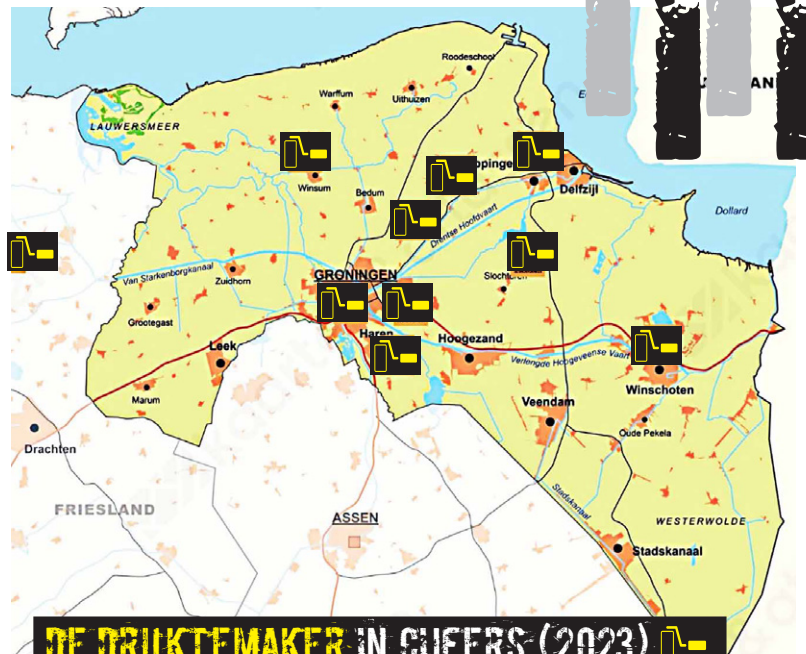 Roodeschool
Warffum
Uithuizen
LAUWERSMEER
Winsum
Bedum
Delfzijl
Dollard
Drentse Hoofdvaart
Van Starkenborgkanaal
Zuidhorn
GRONINGEN
Grootegast
Haren
Leek
Hoogezand
Verlengde Hoogeveense Vaart
Winschoten
Marum
Veendam
Oude Pekela
Drachten
FRIESLAND
ASSEN
Stadskanaal
WESTERWOLDE
Stadskanaal
DE DRUKTEMAKER IN CIJFERS (2023)